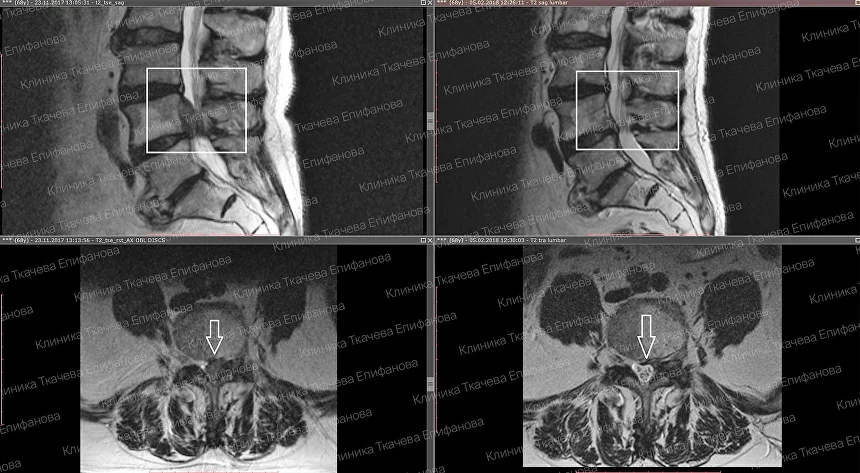 *** (68y) - 23.11.2017 13:05:31 - t2_tse_sag
*** (68y) - 05.02.2018 12:26:11 - T2 sag lumbar
*** (68y) - 23.11.2017 13:13:56 - T2_tse_rst_AX OBL DISCS
*** (68y) - 05.02.2018 12:30:03 - T2 tra lumbar
Клиника Ткачева Епифанова